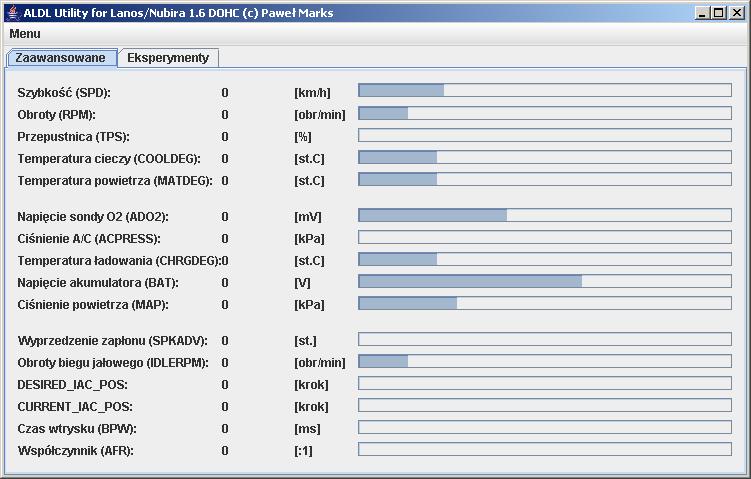 ALDL Utility for Lanos/Nubira 1.6 DOHC (c) Paweł Marks
Menu
Zaawansowane Eksperymenty
Szybkość (SPD): 0 [km/h]
Obroty (RPM): 0 [obr/min]
Przepustnica (TPS): 0 [%]
Temperatura cieczy (COOLDEG): 0 [st.C]
Temperatura powietrza (MATDEG): 0 [st.C]
Napięcie sondy O2 (ADO2): 0 [mV]
Ciśnienie A/C (ACPRESS): 0 [kPa]
Temperatura ładowania (CHRGDEG): 0 [st.C]
Napięcie akumulatora (BAT): 0 [V]
Ciśnienie powietrza (MAP): 0 [kPa]
Wyprzedzenie zapłonu (SPKADV): 0 [st.]
Obroty biegu jałowego (IDLERPM): 0 [obr/min]
DESIRED_IAC_POS: 0 [krok]
CURRENT_IAC_POS: 0 [krok]
Czas wtrysku (BPW): 0 [ms]
Współczynnik (AFR): 0 [:1]